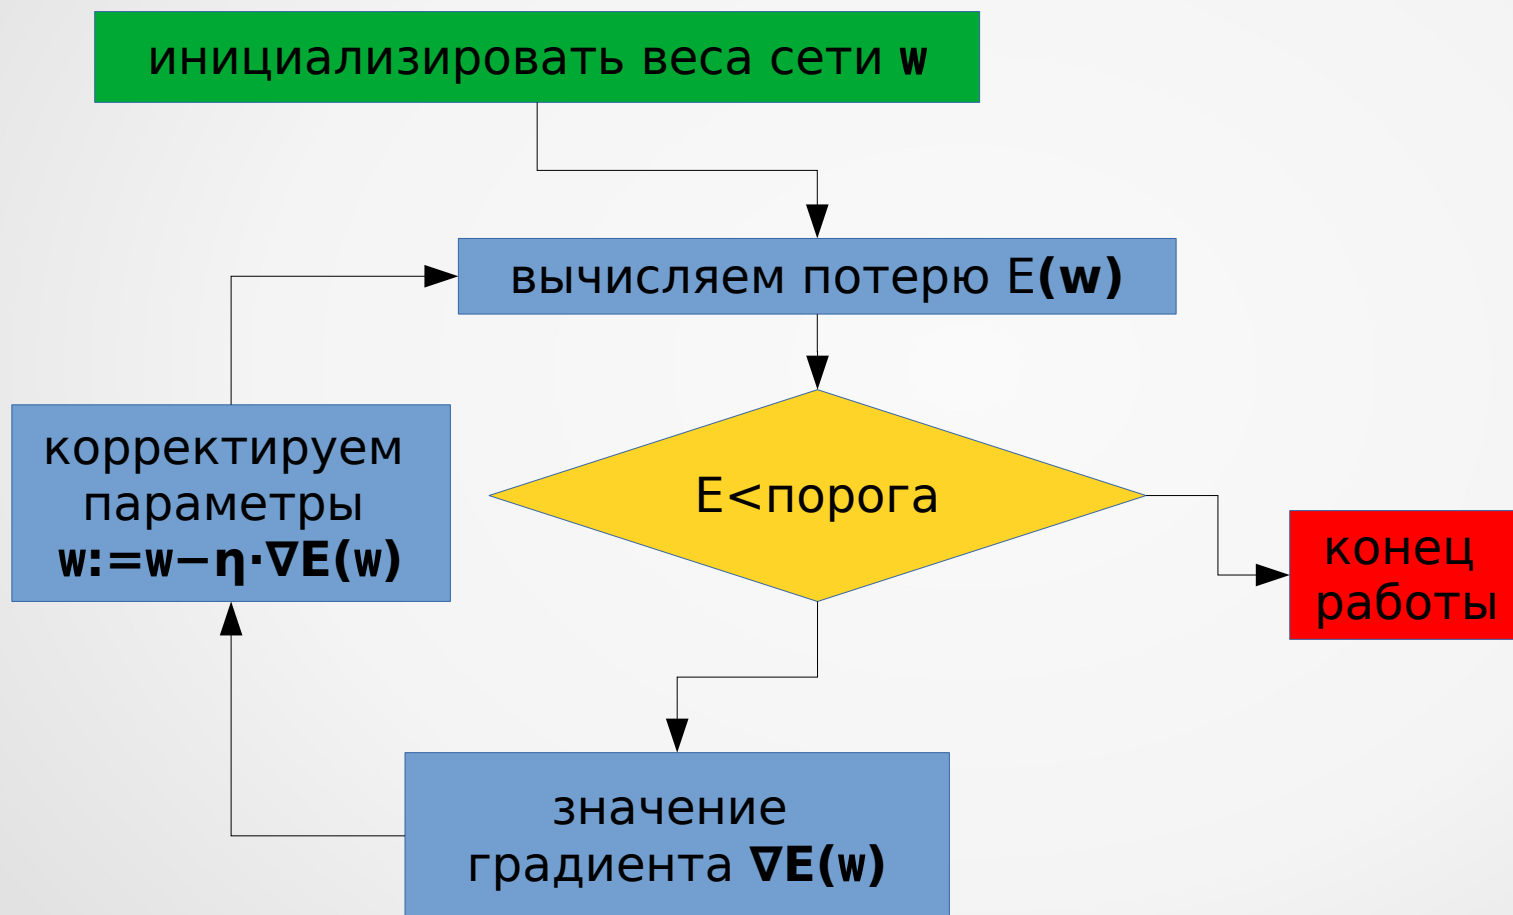 инициализировать веса сети w
вычисляем потерю E(w)
E<порога
корректируем
параметры
w:=w−η·∇E(w)
конец
работы
значение
градиента ∇E(w)